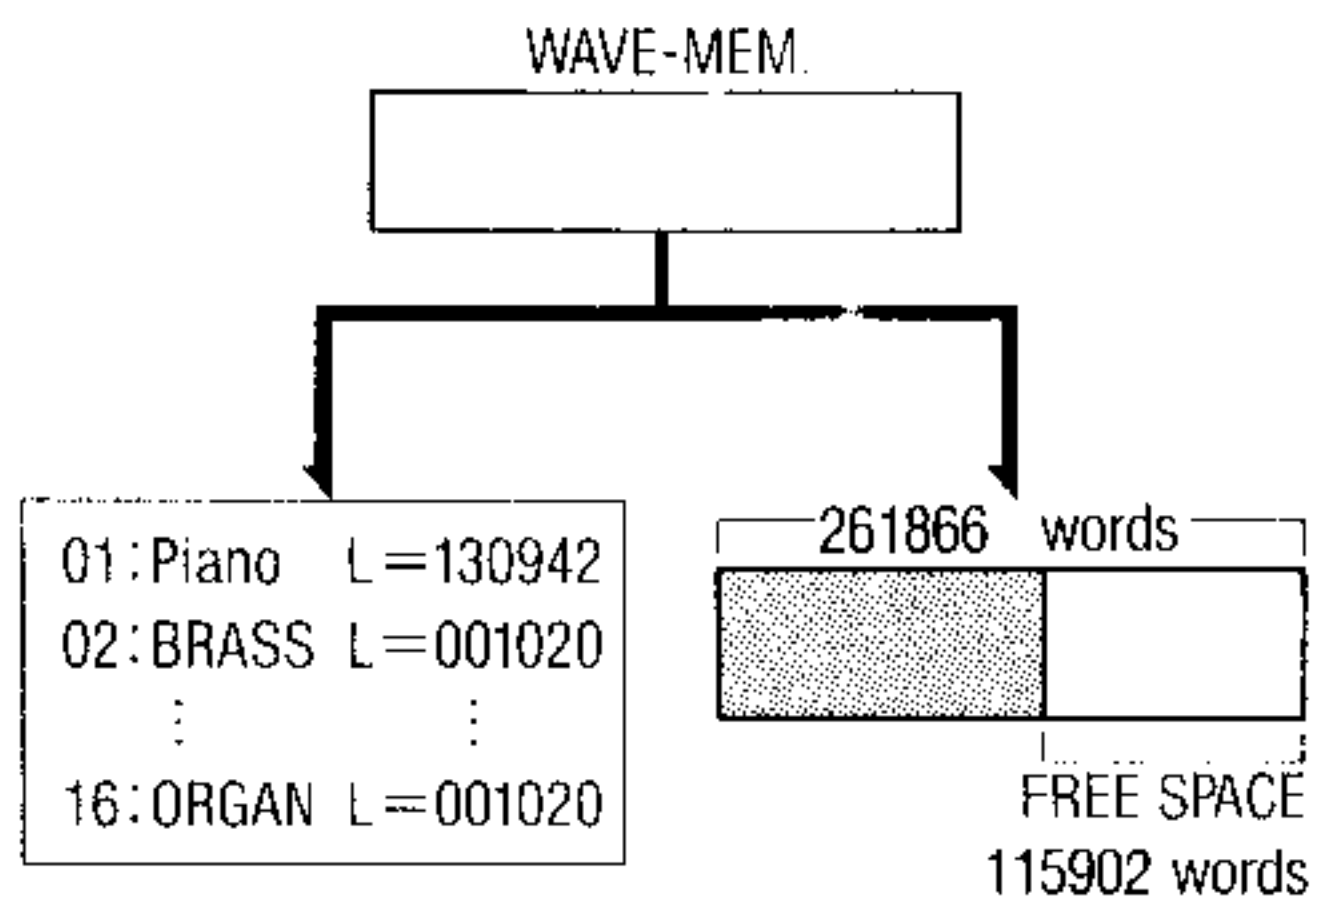 WAVE-MEM.
01:Piano L=130942
02:BRASS L=001020
⋮ ⋮
16:ORGAN L=001020
261866 words
FREE SPACE
115902 words